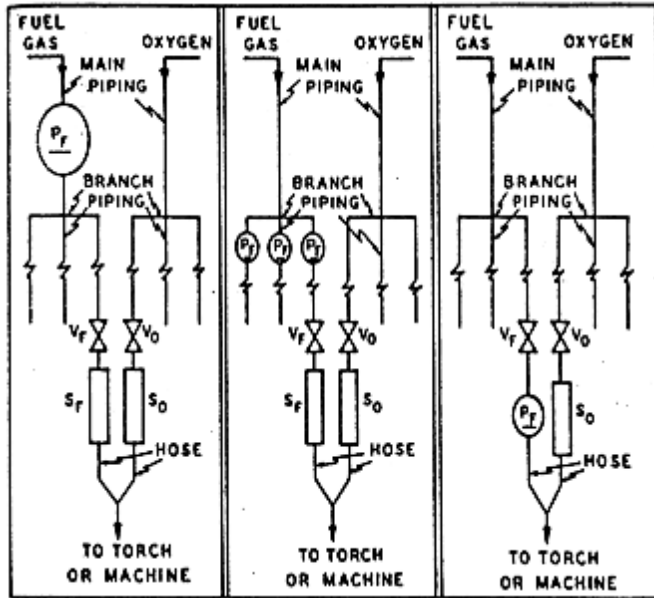 FUEL
GAS OXYGEN
MAIN
PIPING
PF
BRANCH
PIPING
VF VO
SF SO
HOSE
TO TORCH
OR MACHINE
FUEL
GAS OXYGEN
MAIN
PIPING
BRANCH
PIPING
PF PF PF
VF VO
SF SO
HOSE
TO TORCH
OR MACHINE
FUEL
GAS OXYGEN
MAIN
PIPING
BRANCH
PIPING
VF VO
PF SO
HOSE
TO TORCH
OR MACHINE